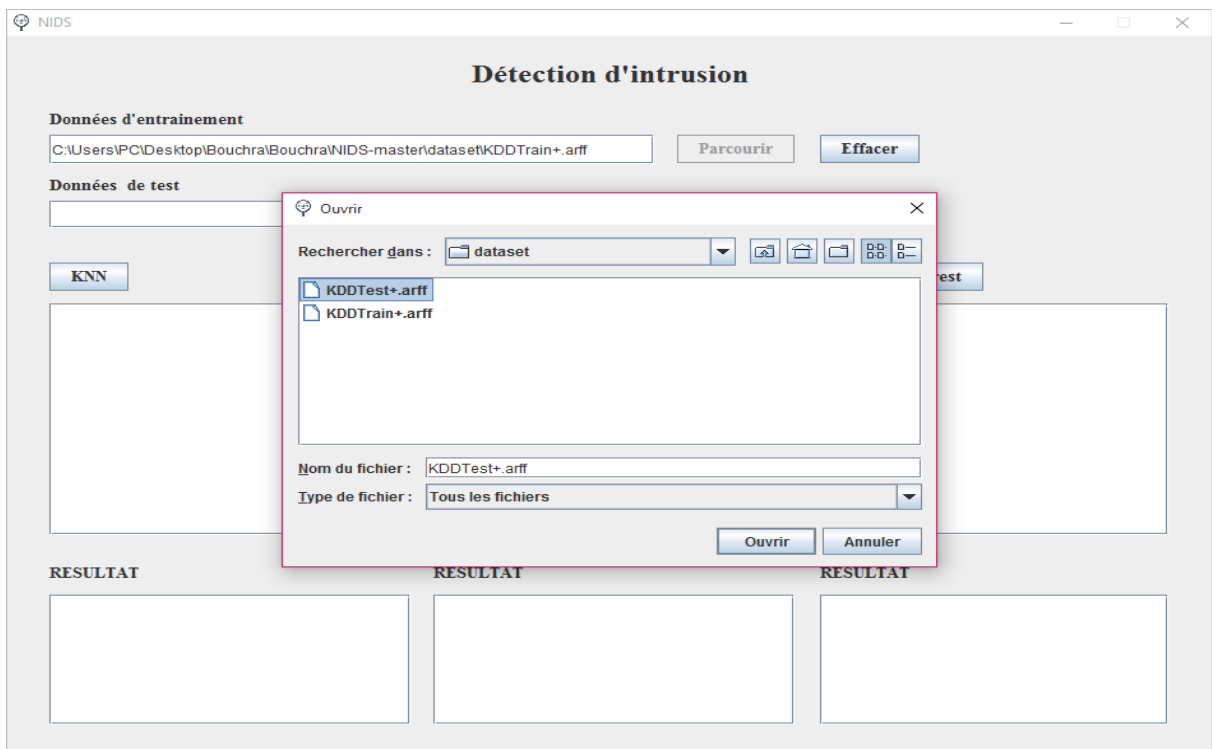 NIDS
Détection d'intrusion
Données d'entrainement
C:\Users\PC\Desktop\Bouchra\Bouchra\NIDS-master\dataset\KDDTrain+.arff
Parcourir
Effacer
Données de test
Ouvrir
Rechercher dans :
dataset
KNN
est
KDDTest+.arff
KDDTrain+.arff
Nom du fichier :
KDDTest+.arff
Type de fichier :
Tous les fichiers
Ouvrir
Annuler
RESULTAT
RESULTAT
RESULTAT